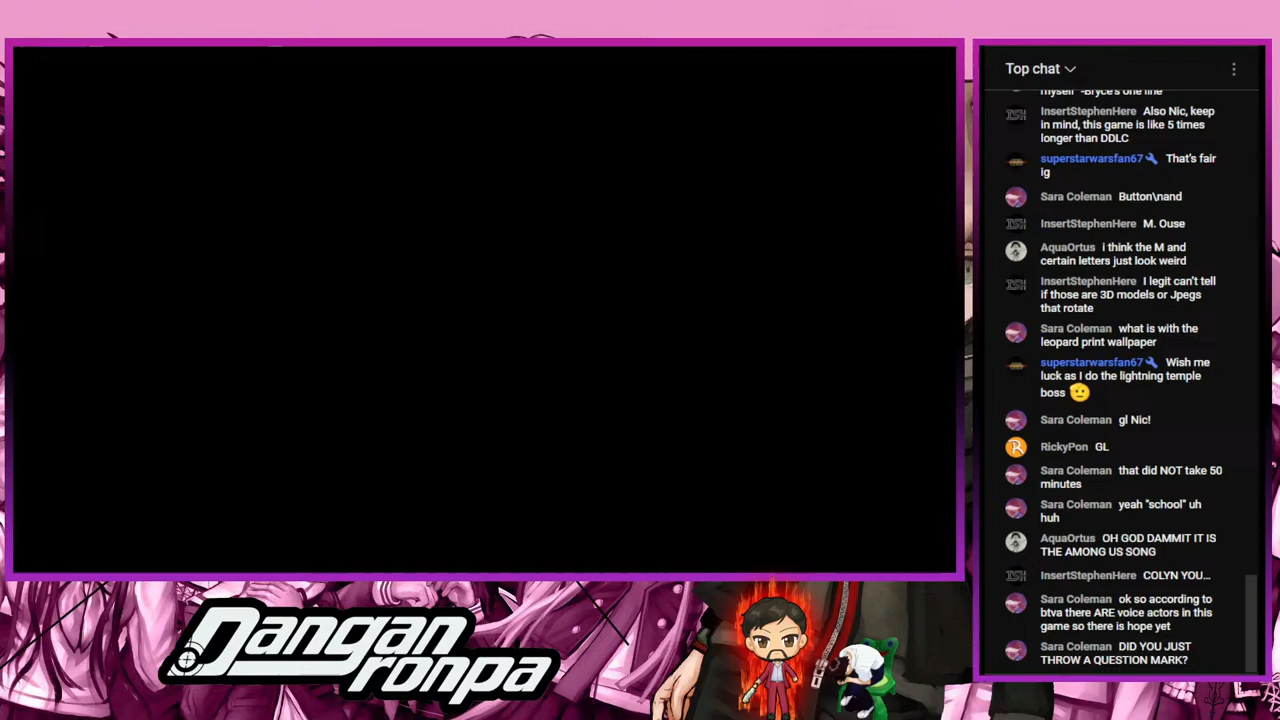 Top chat
myself -Bryce's one line
InsertStephenHere Also Nic, keep
in mind, this game is like 5 times
longer than DDLC
superstarwarsfan67 That's fair
ig
Sara Coleman Button\nand
InsertStephenHere M. Ouse
AquaOrtus i think the M and
certain letters just look weird
InsertStephenHere I legit can't tell
if those are 3D models or Jpegs
that rotate
Sara Coleman what is with the
leopard print wallpaper
superstarwarsfan67 Wish me
luck as I do the lightning temple
boss
Sara Coleman gl Nic!
RickyPon GL
Sara Coleman that did NOT take 50
minutes
Sara Coleman yeah "school" uh
huh
AquaOrtus OH GOD DAMMIT IT IS
THE AMONG US SONG
InsertStephenHere COLYN YOU...
Sara Coleman ok so according to
btva there ARE voice actors in this
game so there is hope yet
Sara Coleman DID YOU JUST
THROW A QUESTION MARK?
Dangan
ronpa